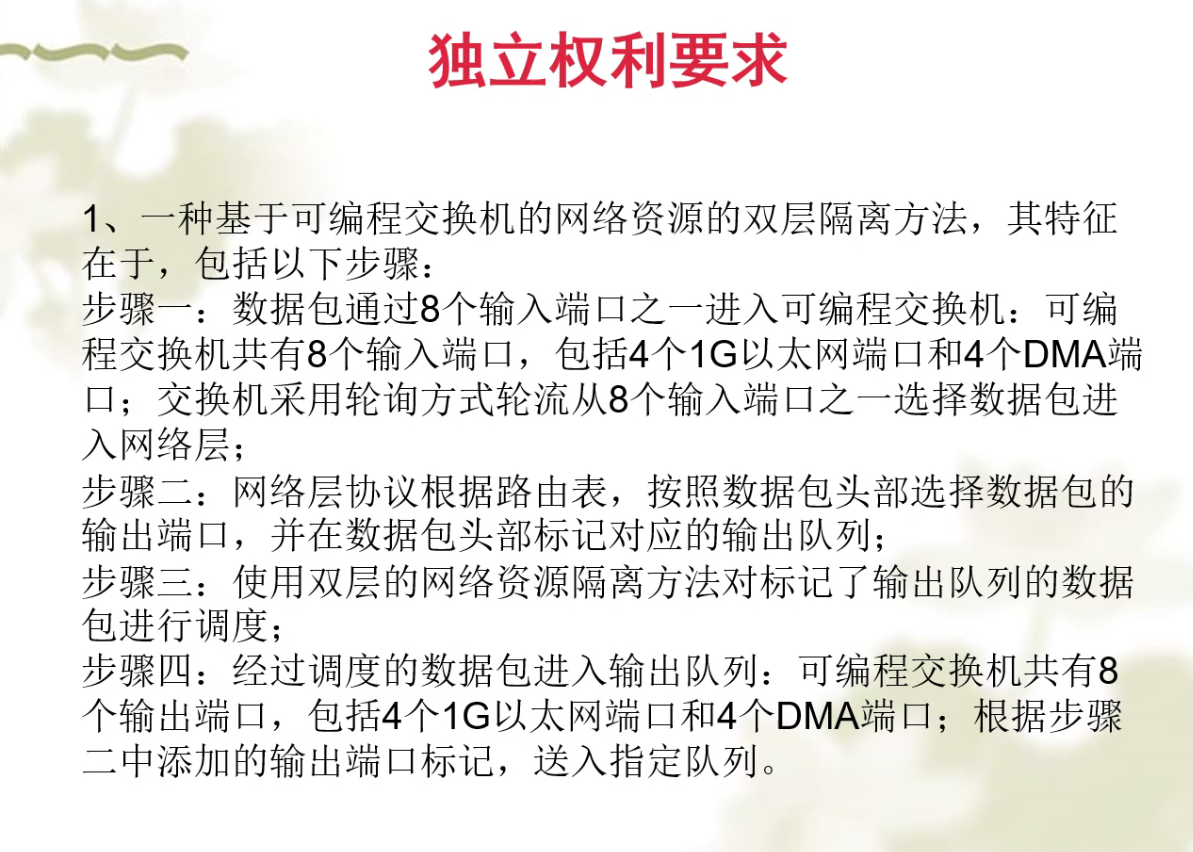 独立权利要求
1、一种基于可编程交换机的网络资源的双层隔离方法，其特征
在于，包括以下步骤：
步骤一：数据包通过8个输入端口之一进入可编程交换机：可编
程交换机共有8个输入端口，包括4个1G以太网端口和4个DMA端
口；交换机采用轮询方式轮流从8个输入端口之一选择数据包进
入网络层；
步骤二：网络层协议根据路由表，按照数据包头部选择数据包的
输出端口，并在数据包头部标记对应的输出队列；
步骤三：使用双层的网络资源隔离方法对标记了输出队列的数据
包进行调度；
步骤四：经过调度的数据包进入输出队列：可编程交换机共有8
个输出端口，包括4个1G以太网端口和4个DMA端口；根据步骤
二中添加的输出端口标记，送入指定队列。